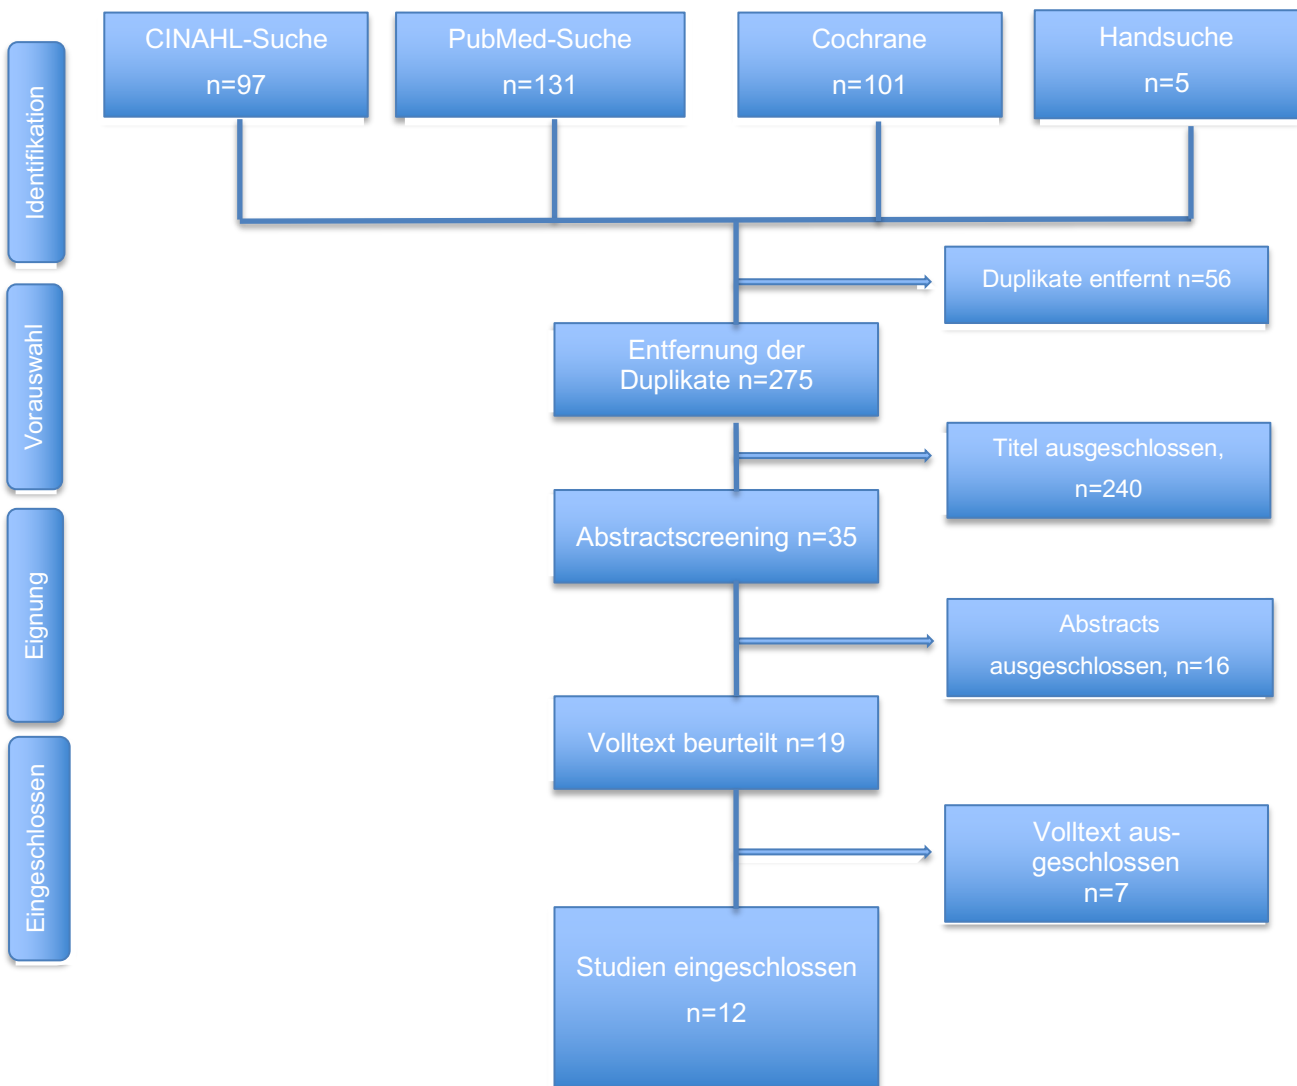 CINAHL-Suche
n=97
PubMed-Suche
n=131
Cochrane
n=101
Handsuche
n=5
Identifikation
Duplikate entfernt n=56
Vorauswahl
Entfernung der
Duplikate n=275
Titel ausgeschlossen,
n=240
Eignung
Abstractscreening n=35
Abstracts
ausgeschlossen, n=16
Volltext beurteilt n=19
Eingeschlossen
Volltext aus-
geschlossen
n=7
Studien eingeschlossen
n=12